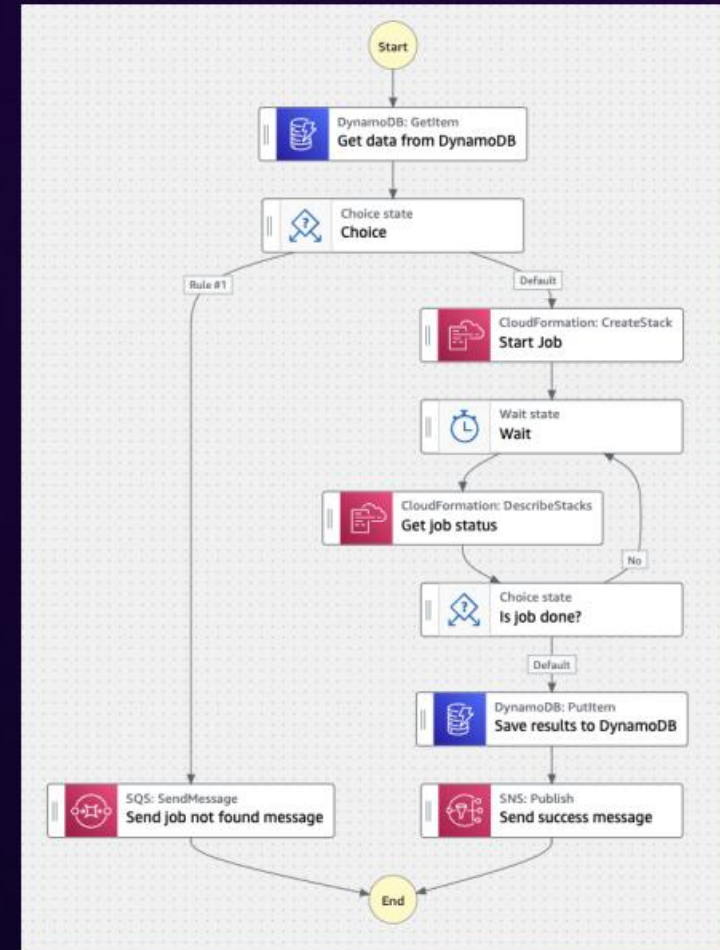 Start
DynamoDB: GetItem
Get data from DynamoDB
Choice state
Choice
Rule #1
Default
CloudFormation: CreateStack
Start Job
Wait state
Wait
CloudFormation: DescribeStacks
Get job status
No
Choice state
Is job done?
Default
DynamoDB: PutItem
Save results to DynamoDB
SQS: SendMessage
Send job not found message
SNS: Publish
Send success message
End